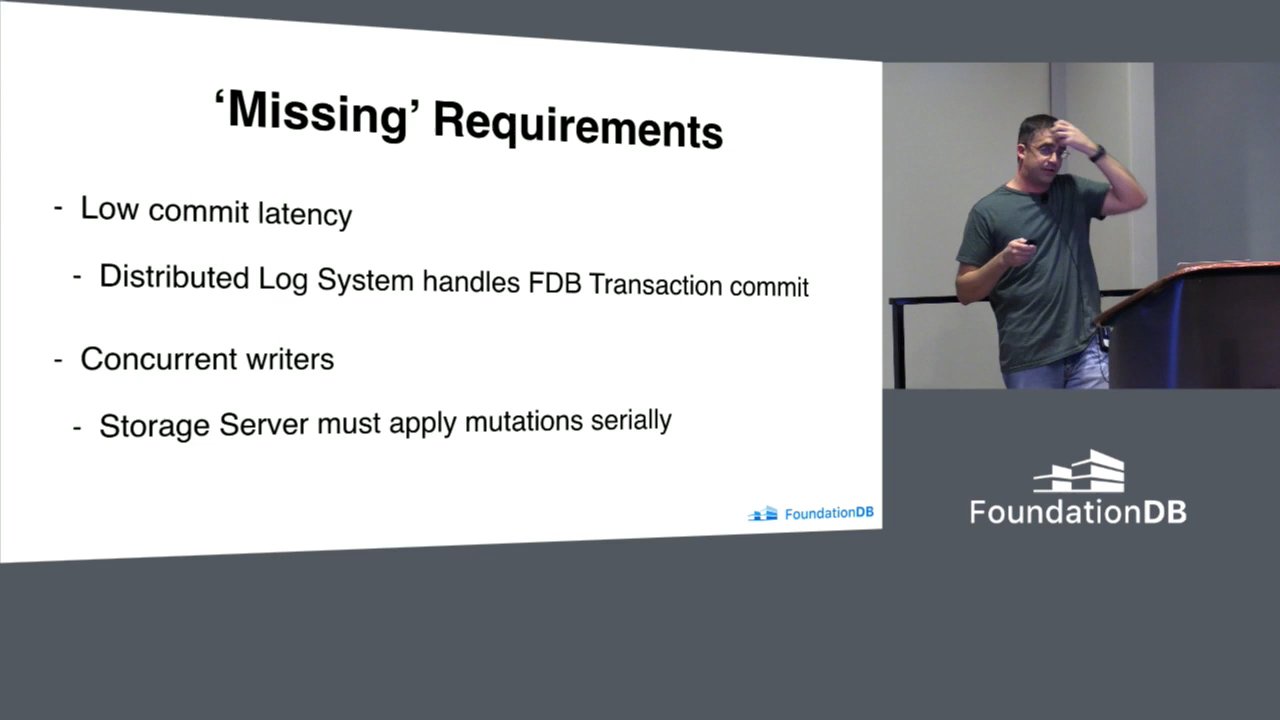 ‘Missing’ Requirements
- Low commit latency
- Distributed Log System handles FDB Transaction commit
- Concurrent writers
- Storage Server must apply mutations serially
FoundationDB
FoundationDB